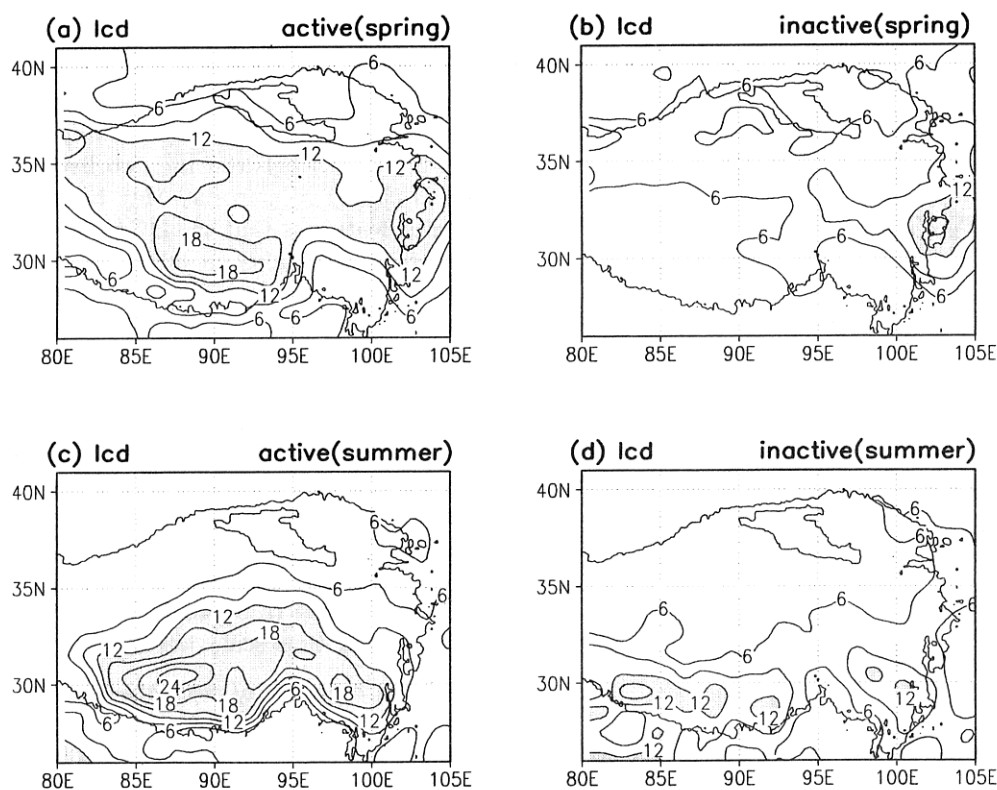 (a) lcd active(spring)
40N
35N
30N
80E 85E 90E 95E 100E 105E
6 6 6
12 12 12
18
18
12
12
6 6 6
(b) lcd inactive(spring)
40N
35N
30N
80E 85E 90E 95E 100E 105E
6 6 6
6 6
12
6
6
(c) lcd active(summer)
40N
35N
30N
80E 85E 90E 95E 100E 105E
6
6 6
12
12 18
24 6 18
18 18
6 6 12 12
(d) lcd inactive(summer)
40N
35N
30N
80E 85E 90E 95E 100E 105E
6
6
6 6
6
6
12 12 12 12
6
12